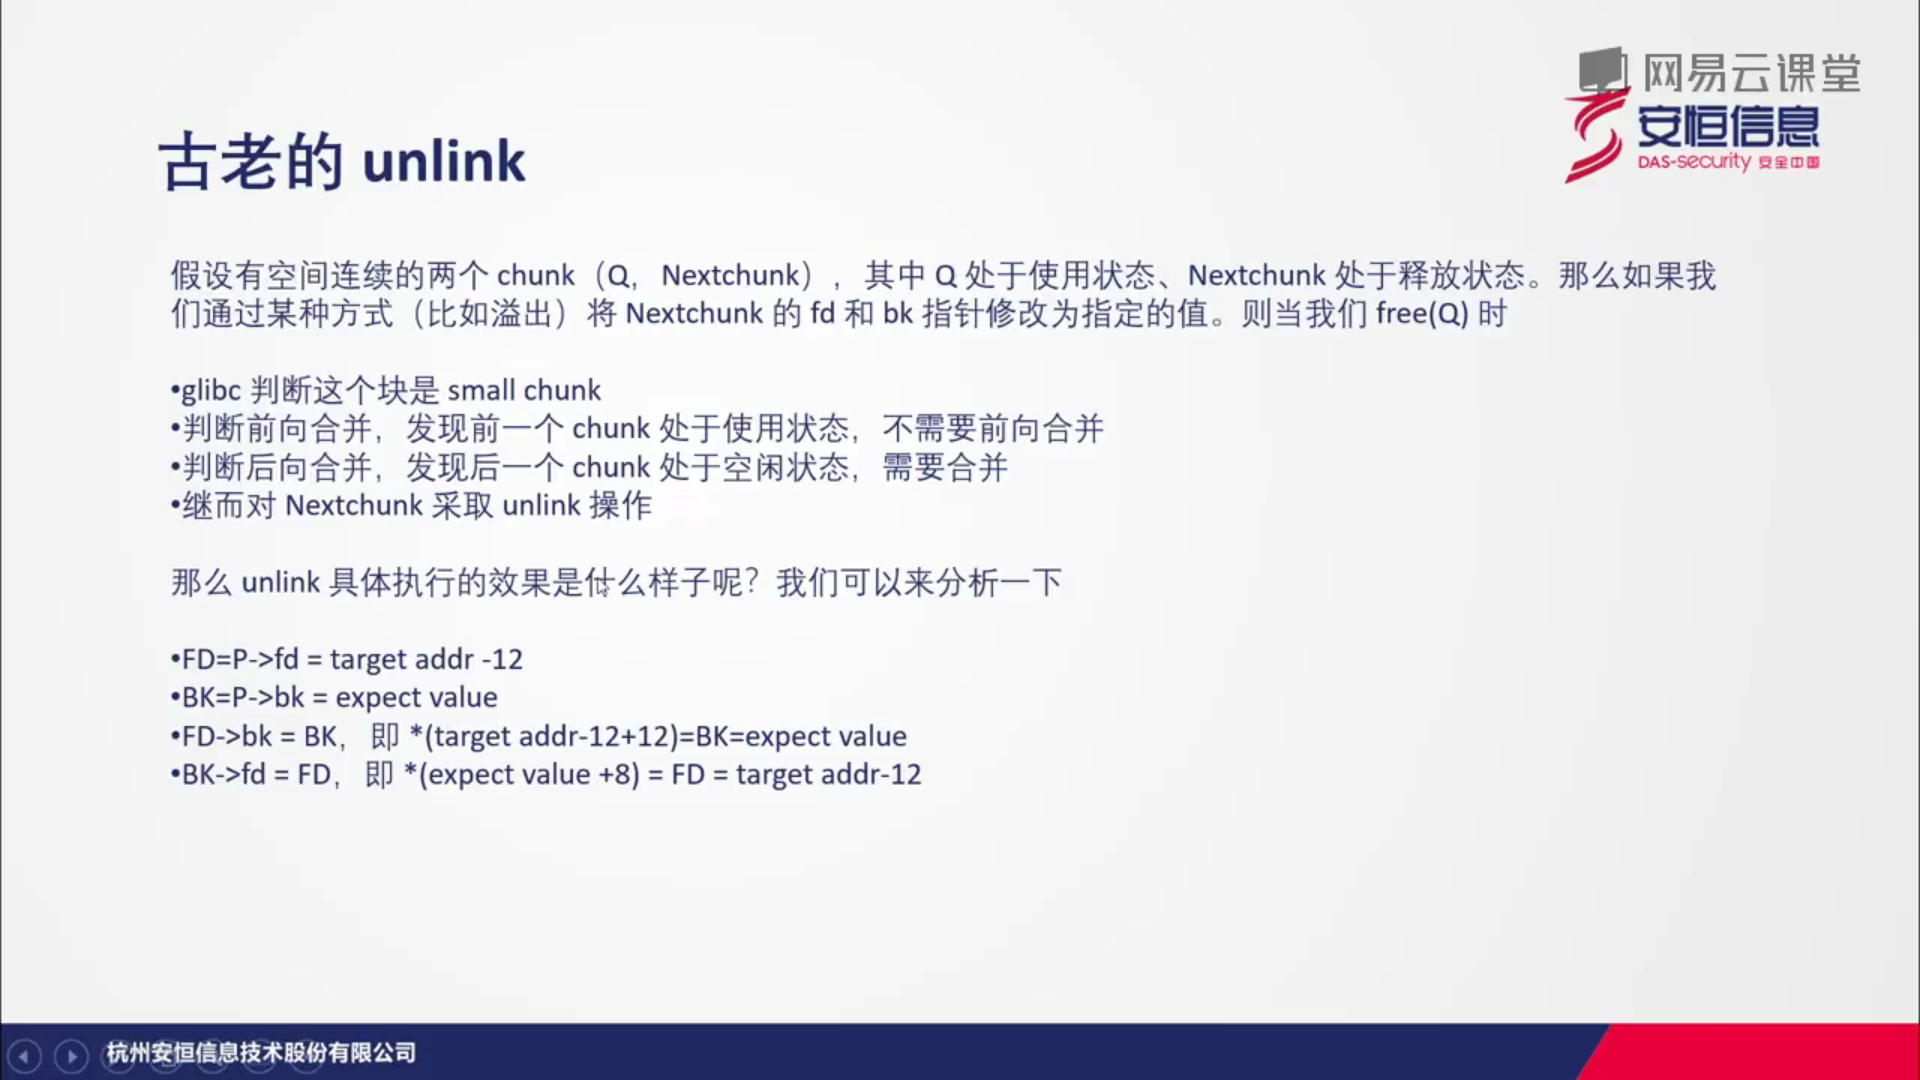 网易云课堂
安恒信息
DAS-security 安全中国
古老的 unlink
假设有空间连续的两个 chunk（Q，Nextchunk），其中 Q 处于使用状态、Nextchunk 处于释放状态。那么如果我
们通过某种方式（比如溢出）将 Nextchunk 的 fd 和 bk 指针修改为指定的值。则当我们 free(Q) 时
•glibc 判断这个块是 small chunk
•判断前向合并，发现前一个 chunk 处于使用状态，不需要前向合并
•判断后向合并，发现后一个 chunk 处于空闲状态，需要合并
•继而对 Nextchunk 采取 unlink 操作
那么 unlink 具体执行的效果是什么样子呢？我们可以来分析一下
•FD=P->fd = target addr -12
•BK=P->bk = expect value
•FD->bk = BK，即 *(target addr-12+12)=BK=expect value
•BK->fd = FD，即 *(expect value +8) = FD = target addr-12
杭州安恒信息技术股份有限公司